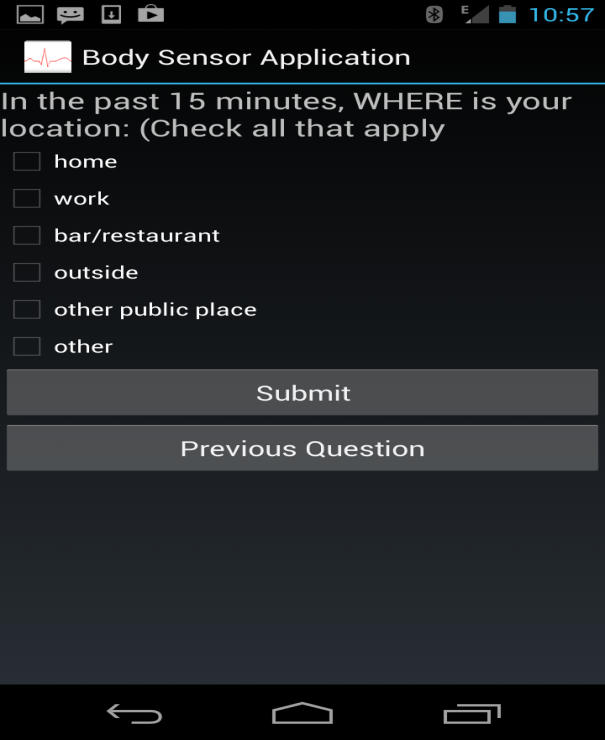 E 10:57
Body Sensor Application
In the past 15 minutes, WHERE is your
location: (Check all that apply
home
work
bar/restaurant
outside
other public place
other
Submit
Previous Question